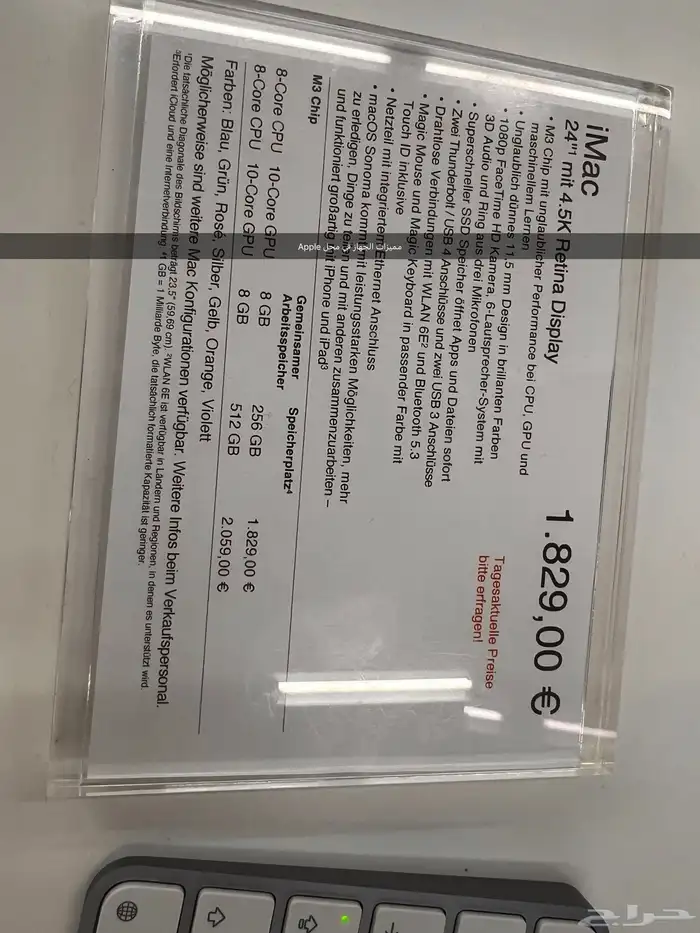 iMac
24"¹ mit 4.5K Retina Display
1.829,00 €
• M3 Chip mit unglaublicher Performance bei CPU, GPU und
maschinellem Lernen
• Unglaublich dünnes 11,5 mm Design in brillanten Farben
• 1080p FaceTime HD Kamera, 6-Lautsprecher-System mit
3D Audio und Ring aus drei Mikrofonen
• Superschneller SSD Speicher öffnet Apps und Dateien sofort
• Zwei Thunderbolt / USB 4 Anschlüsse und zwei USB 3 Anschlüsse
• Drahtlose Verbindungen mit WLAN 6E² und Bluetooth 5.3
• Magic Mouse und Magic Keyboard in passender Farbe mit
Touch ID inklusive
• Netzteil mit integriertem Ethernet Anschluss
• macOS Sonoma kommt mit leistungsstarken Möglichkeiten, mehr
zu erledigen, Dinge zu teilen und mit anderen zusammenzuarbeiten –
und funktioniert großartig mit iPhone und iPad³
Tagesaktuelle Preise
bitte erfragen!
M3 Chip
Gemeinsamer
Arbeitsspeicher
Speicherplatz⁴
8-Core CPU 10-Core GPU 8 GB 256 GB 1.829,00 €
8-Core CPU 10-Core GPU 8 GB 512 GB 2.059,00 €
Farben: Blau, Grün, Rosé, Silber, Gelb, Orange, Violett
Möglicherweise sind weitere Mac Konfigurationen verfügbar. Weitere Infos beim Verkaufspersonal.
¹Die tatsächliche Diagonale des Bildschirms beträgt 23,5" (59,69 cm). ²WLAN 6E ist verfügbar in Ländern und Regionen, in denen es unterstützt wird.
³Erfordert iCloud und eine Internetverbindung. ⁴1 GB = 1 Milliarde Byte, die tatsächlich formatierte Kapazität ist geringer.
مميزات الجهاز في محل Apple
حراج